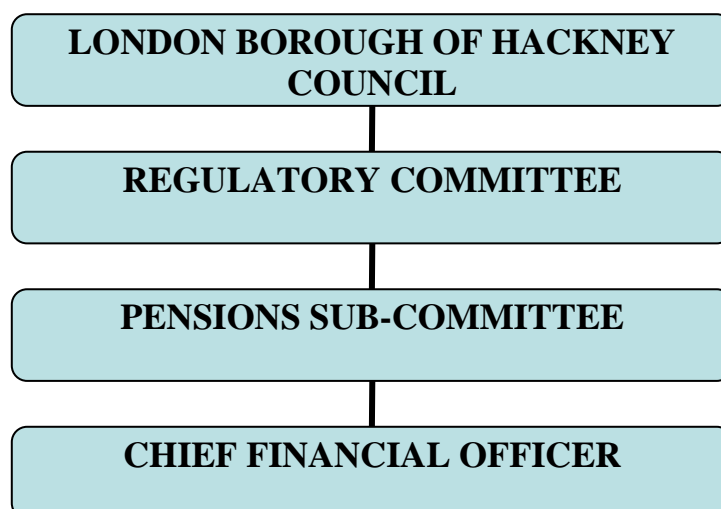 LONDON BOROUGH OF HACKNEY
COUNCIL
REGULATORY COMMITTEE
PENSIONS SUB-COMMITTEE
CHIEF FINANCIAL OFFICER